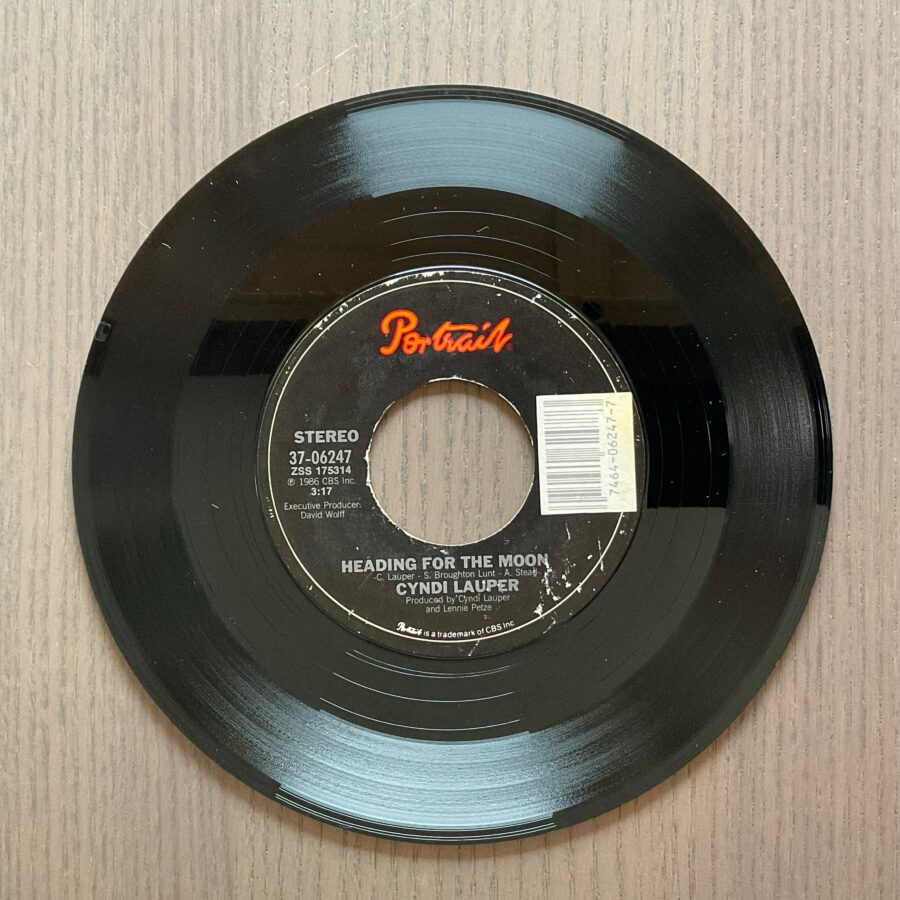 Portrait
STEREO
37-06247
ZSS 175314
℗ 1986 CBS Inc.
3:17
Executive Producer:
David Wolff
7464-06247-7
HEADING FOR THE MOON
-C. Lauper - S. Broughton Lunt - A. Stead-
CYNDI LAUPER
Produced by Cyndi Lauper
and Lennie Petze
Portrait is a trademark of CBS Inc